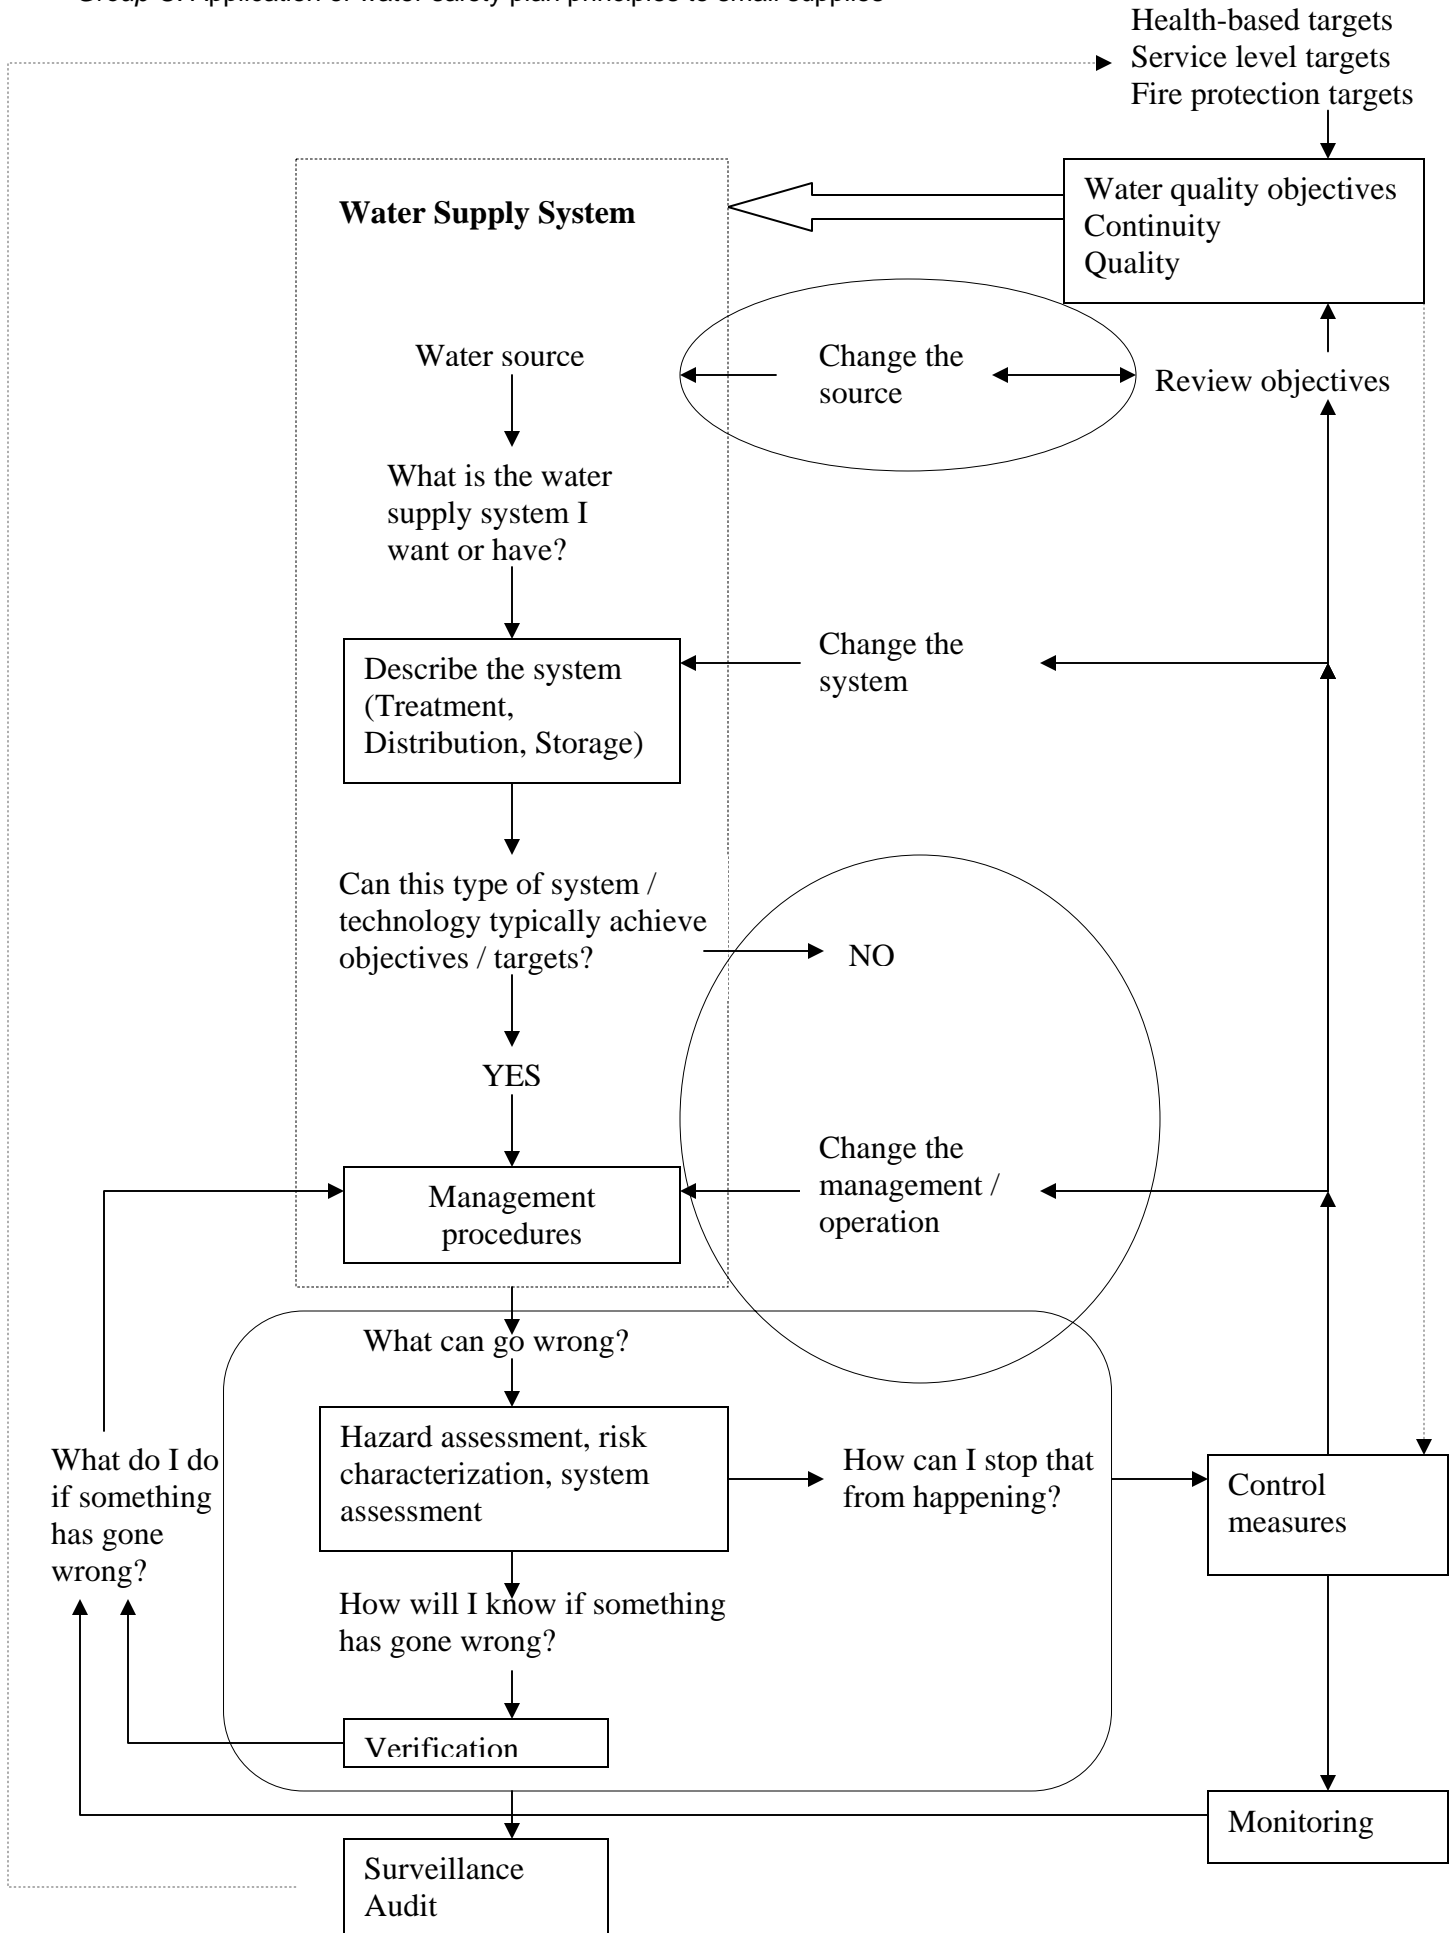 Group C: Application of water safety plan principles to small supplies
Health-based targets
Service level targets
Fire protection targets
Water quality objectives
Continuity
Quality
Water Supply System
Water source
Change the
source
Review objectives
What is the water
supply system I
want or have?
Describe the system
(Treatment,
Distribution, Storage)
Change the
system
Can this type of system /
technology typically achieve
objectives / targets?
NO
YES
Management
procedures
Change the
management /
operation
What can go wrong?
Hazard assessment, risk
characterization, system
assessment
How can I stop that
from happening?
Control
measures
What do I do
if something
has gone
wrong?
How will I know if something
has gone wrong?
Verification
Monitoring
Surveillance
Audit